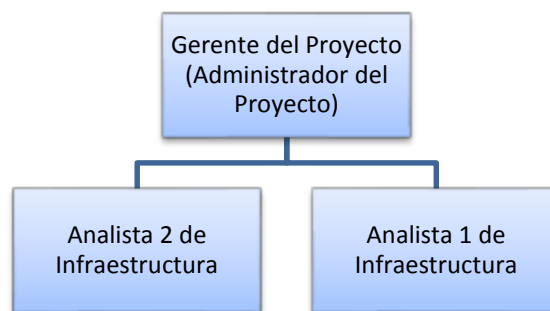 Gerente del Proyecto
(Administrador del
Proyecto)
Analista 2 de
Infraestructura
Analista 1 de
Infraestructura